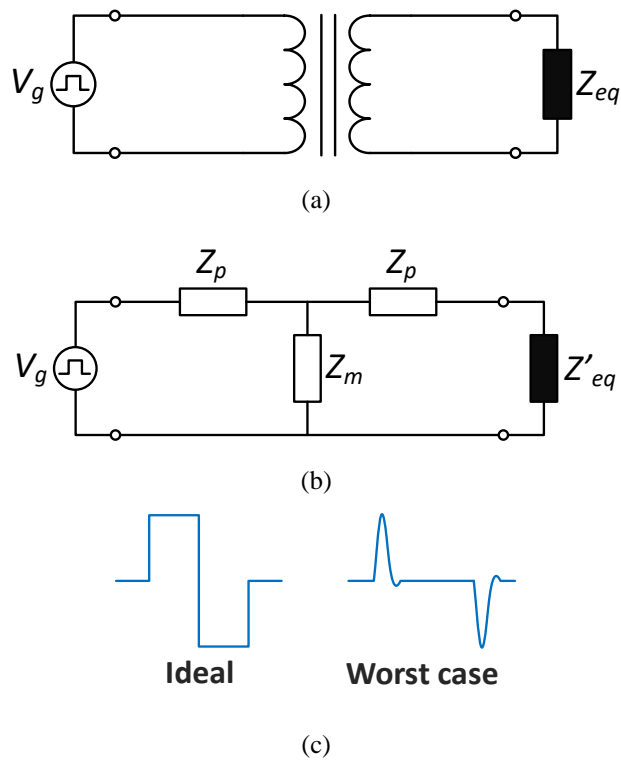 V_g
Z_eq
(a)
Z_p Z_p
V_g
Z_m
Z'_eq
(b)
Ideal Worst case
(c)